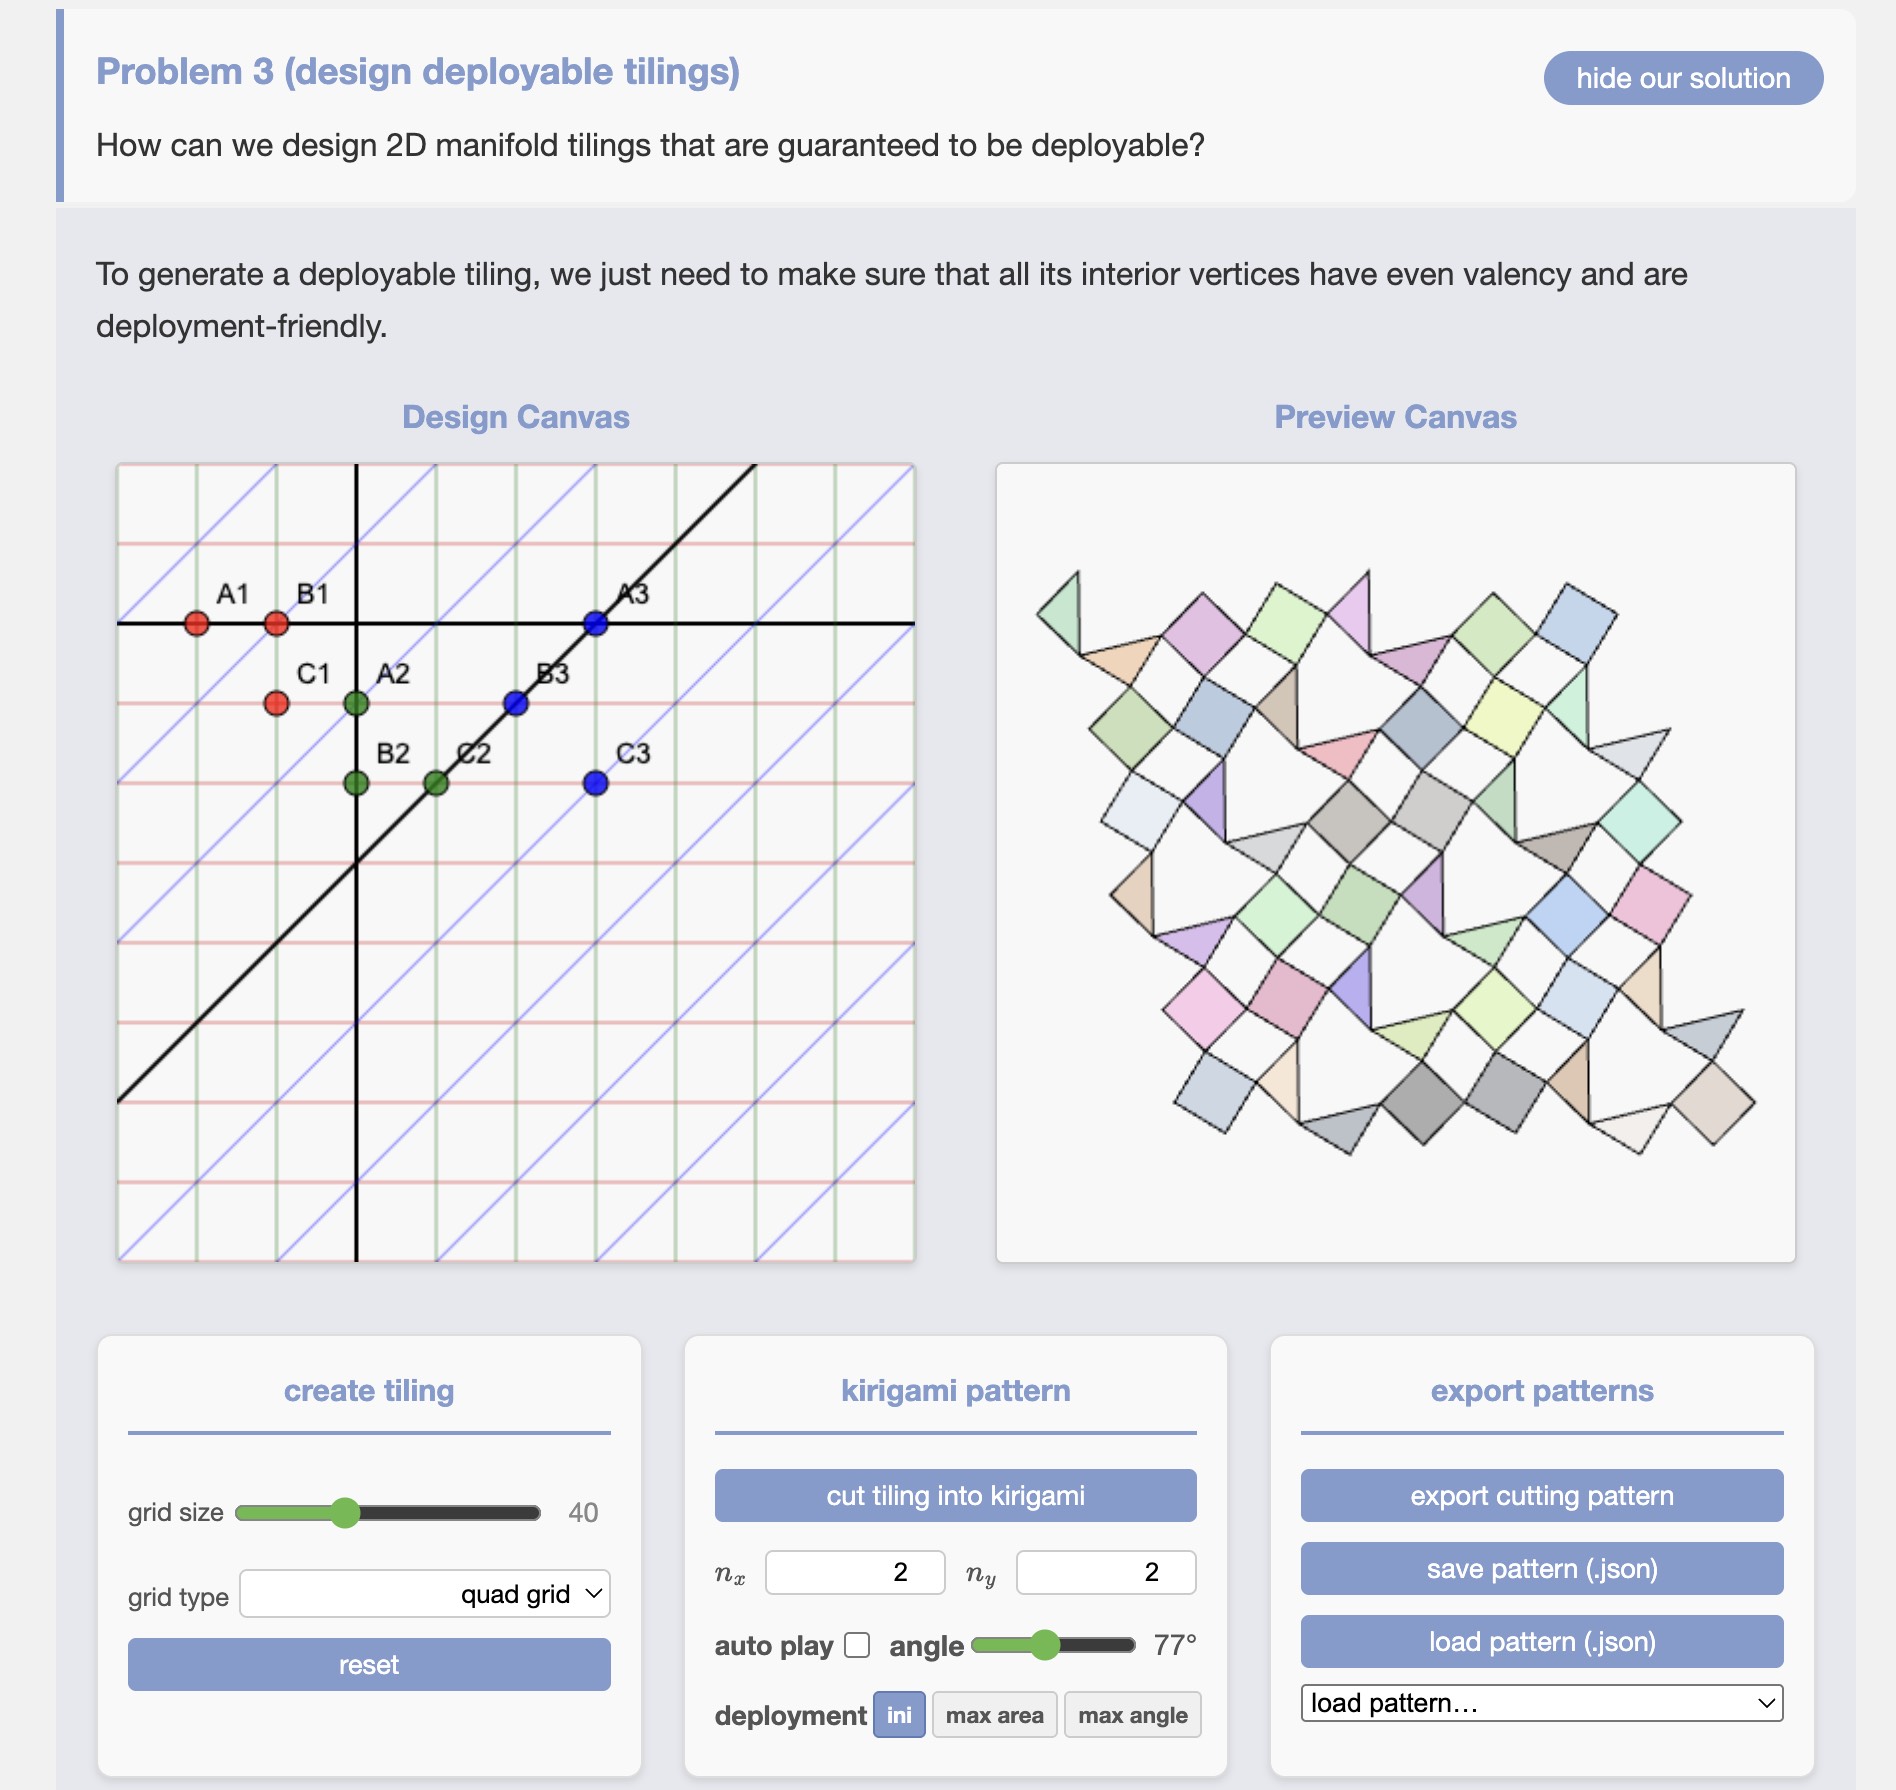 Problem 3 (design deployable tilings)
hide our solution
How can we design 2D manifold tilings that are guaranteed to be deployable?
To generate a deployable tiling, we just need to make sure that all its interior vertices have even valency and are
deployment-friendly.
Design Canvas
Preview Canvas
A1 B1 A3
C1 A2 B3
B2 C2 C3
create tiling
grid size 40
grid type quad grid
reset
kirigami pattern
cut tiling into kirigami
nx 2 ny 2
auto play angle 77°
deployment ini max area max angle
export patterns
export cutting pattern
save pattern (.json)
load pattern (.json)
load pattern...